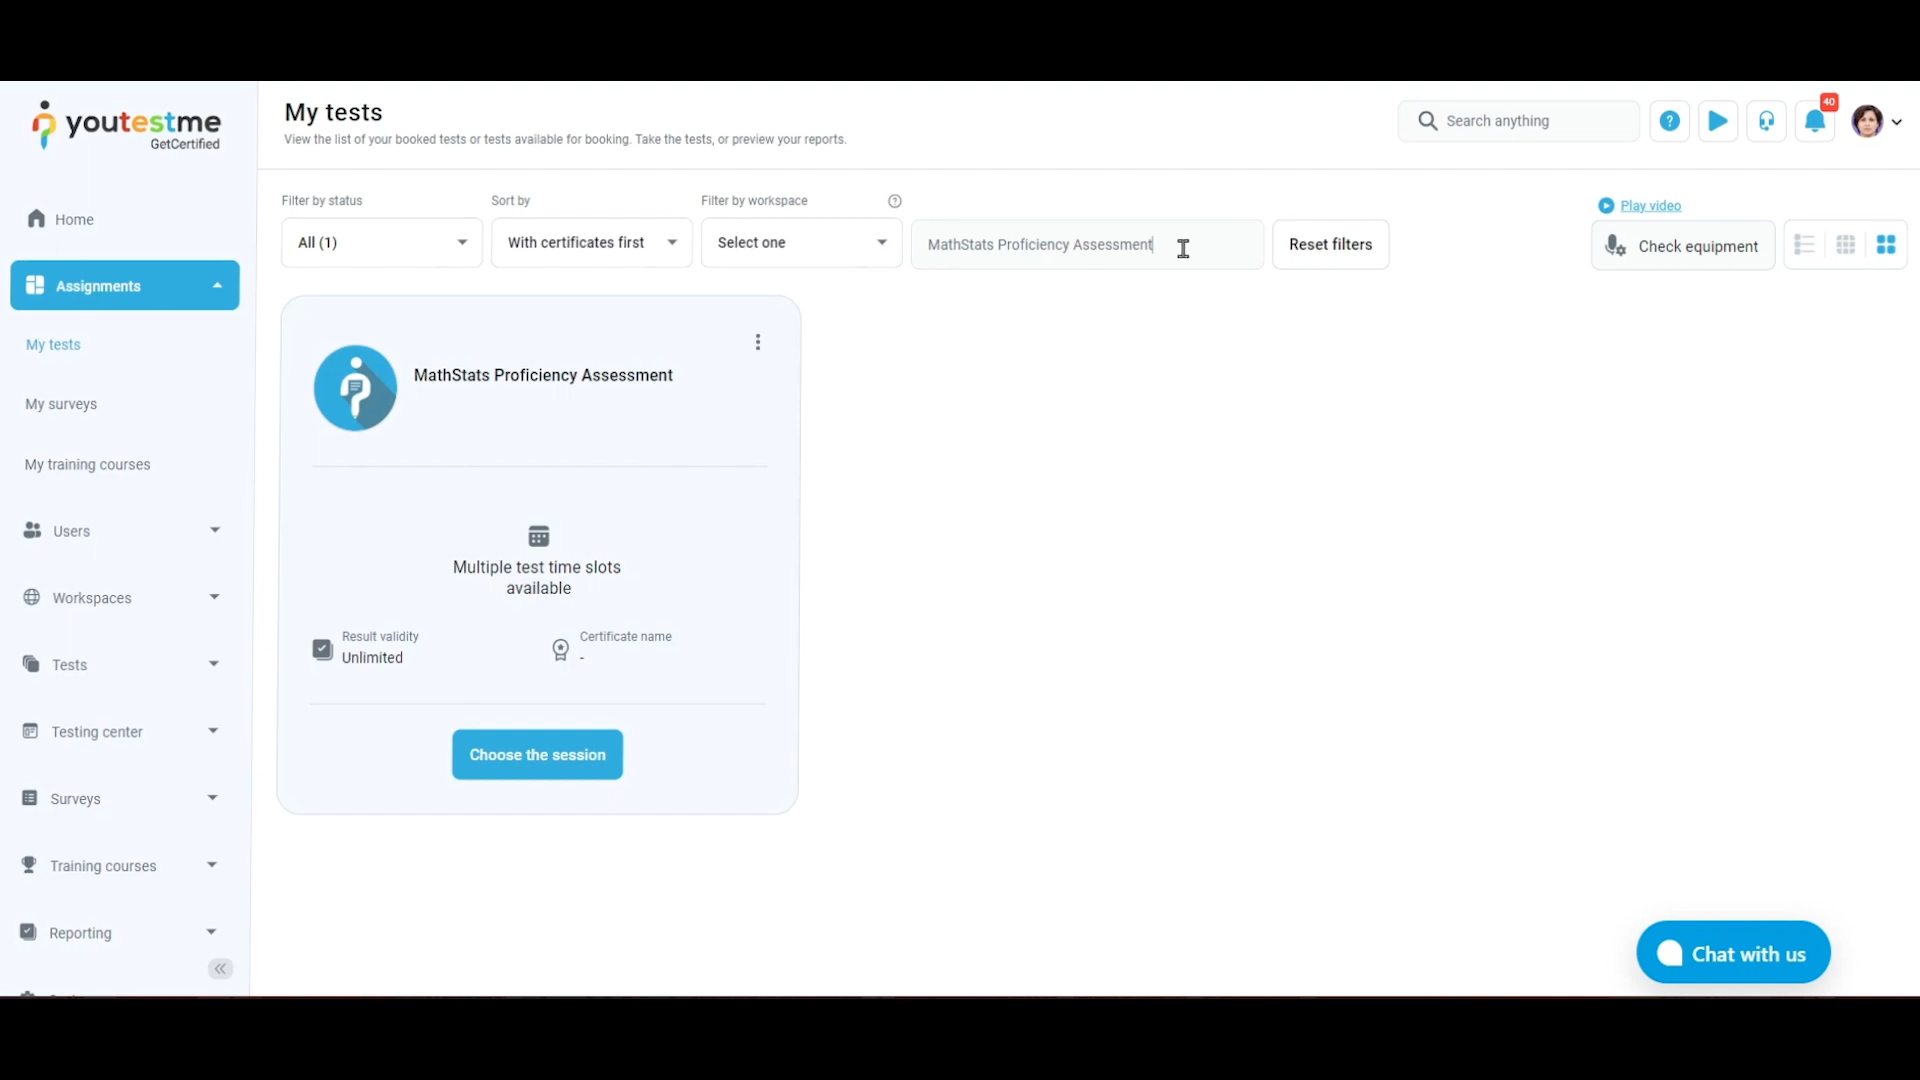 youtestme
GetCertified
My tests
View the list of your booked tests or tests available for booking. Take the tests, or preview your reports.
Search anything
40
Home
Assignments
My tests
My surveys
My training courses
Users
Workspaces
Tests
Testing center
Surveys
Training courses
Reporting
Filter by status
Sort by
Filter by workspace
All (1)
With certificates first
Select one
MathStats Proficiency Assessment
Reset filters
Play video
Check equipment
MathStats Proficiency Assessment
Multiple test time slots
available
Result validity
Unlimited
Certificate name
-
Choose the session
Chat with us